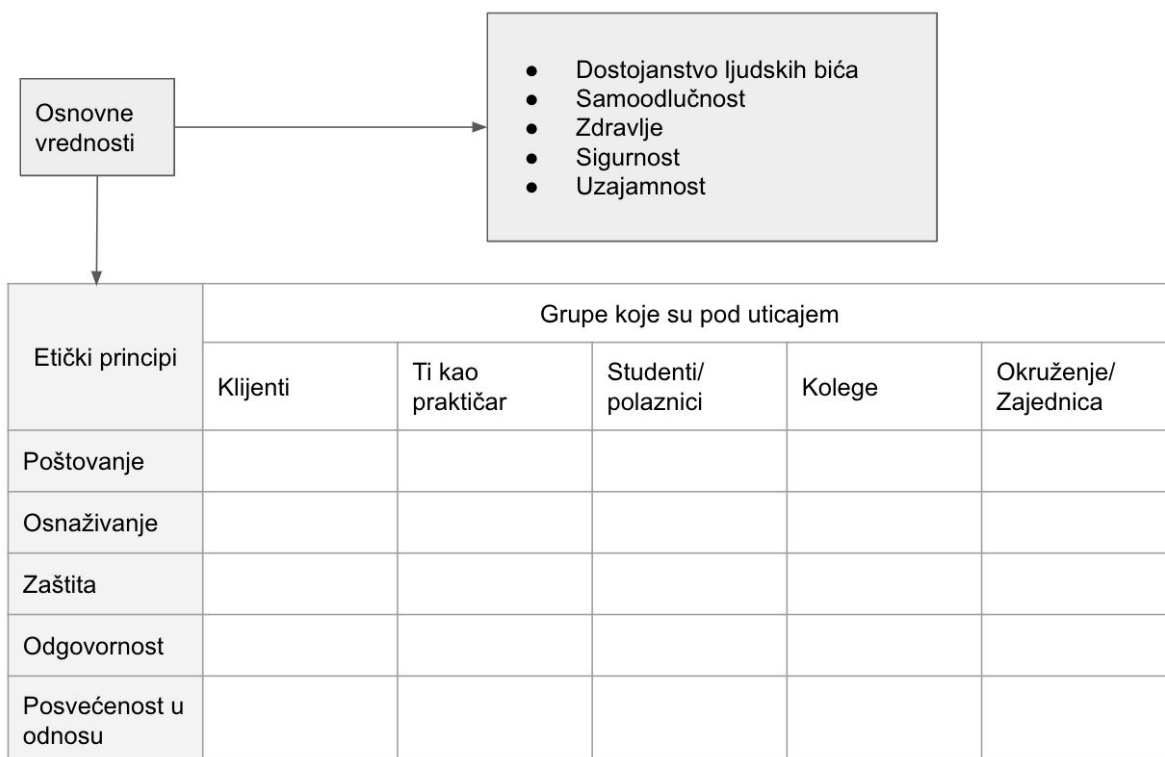 Osnovne
vrednosti
● Dostojanstvo ljudskih bića
● Samoodlučnost
● Zdravlje
● Sigurnost
● Uzajamnost
Etički principi
Grupe koje su pod uticajem
Klijenti
Ti kao
praktičar
Studenti/
polaznici
Kolege
Okruženje/
Zajednica
Poštovanje
Osnaživanje
Zaštita
Odgovornost
Posvećenost u
odnosu